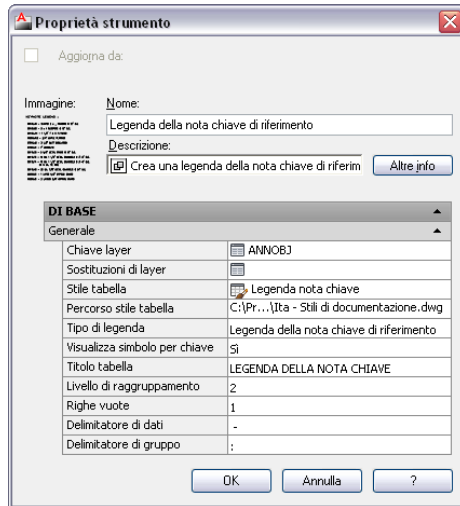 Proprietà strumento
Aggiorna da:
Immagine:
Nome:
Legenda della nota chiave di riferimento
Descrizione:
Crea una legenda della nota chiave di riferim
Altre info
DI BASE
Generale
Chiave layer ANNOBJ
Sostituzioni di layer
Stile tabella Legenda nota chiave
Percorso stile tabella C:\Pr...\Ita - Stili di documentazione.dwg
Tipo di legenda Legenda della nota chiave di riferimento
Visualizza simbolo per chiave Sì
Titolo tabella LEGENDA DELLA NOTA CHIAVE
Livello di raggruppamento 2
Righe vuote 1
Delimitatore di dati -
Delimitatore di gruppo :
OK Annulla ?